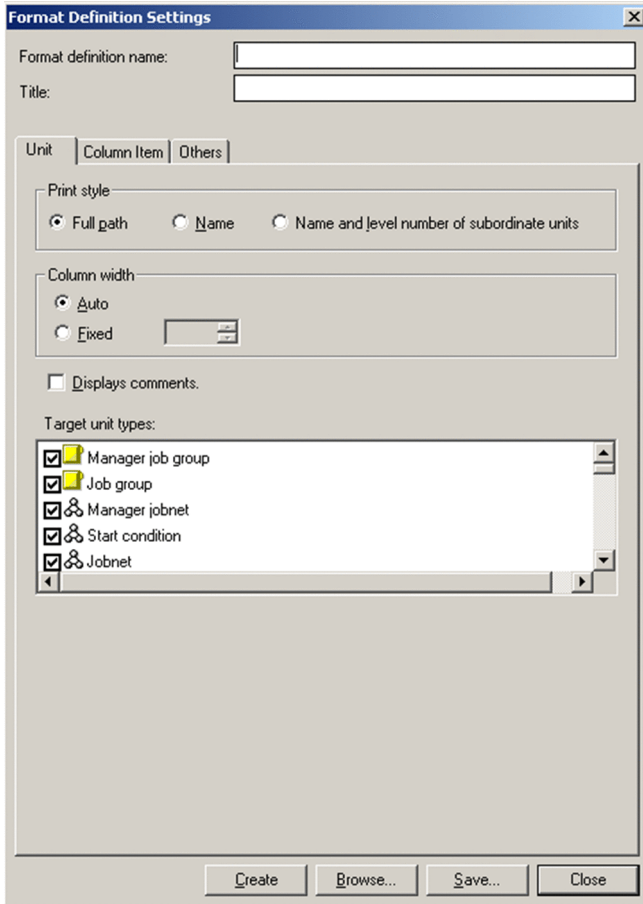 Format Definition Settings
Format definition name:
Title:
Unit Column Item Others
Print style
Full path Name Name and level number of subordinate units
Column width
Auto
Fixed
Displays comments.
Target unit types:
Manager job group
Job group
Manager jobnet
Start condition
Jobnet
Create Browse... Save... Close